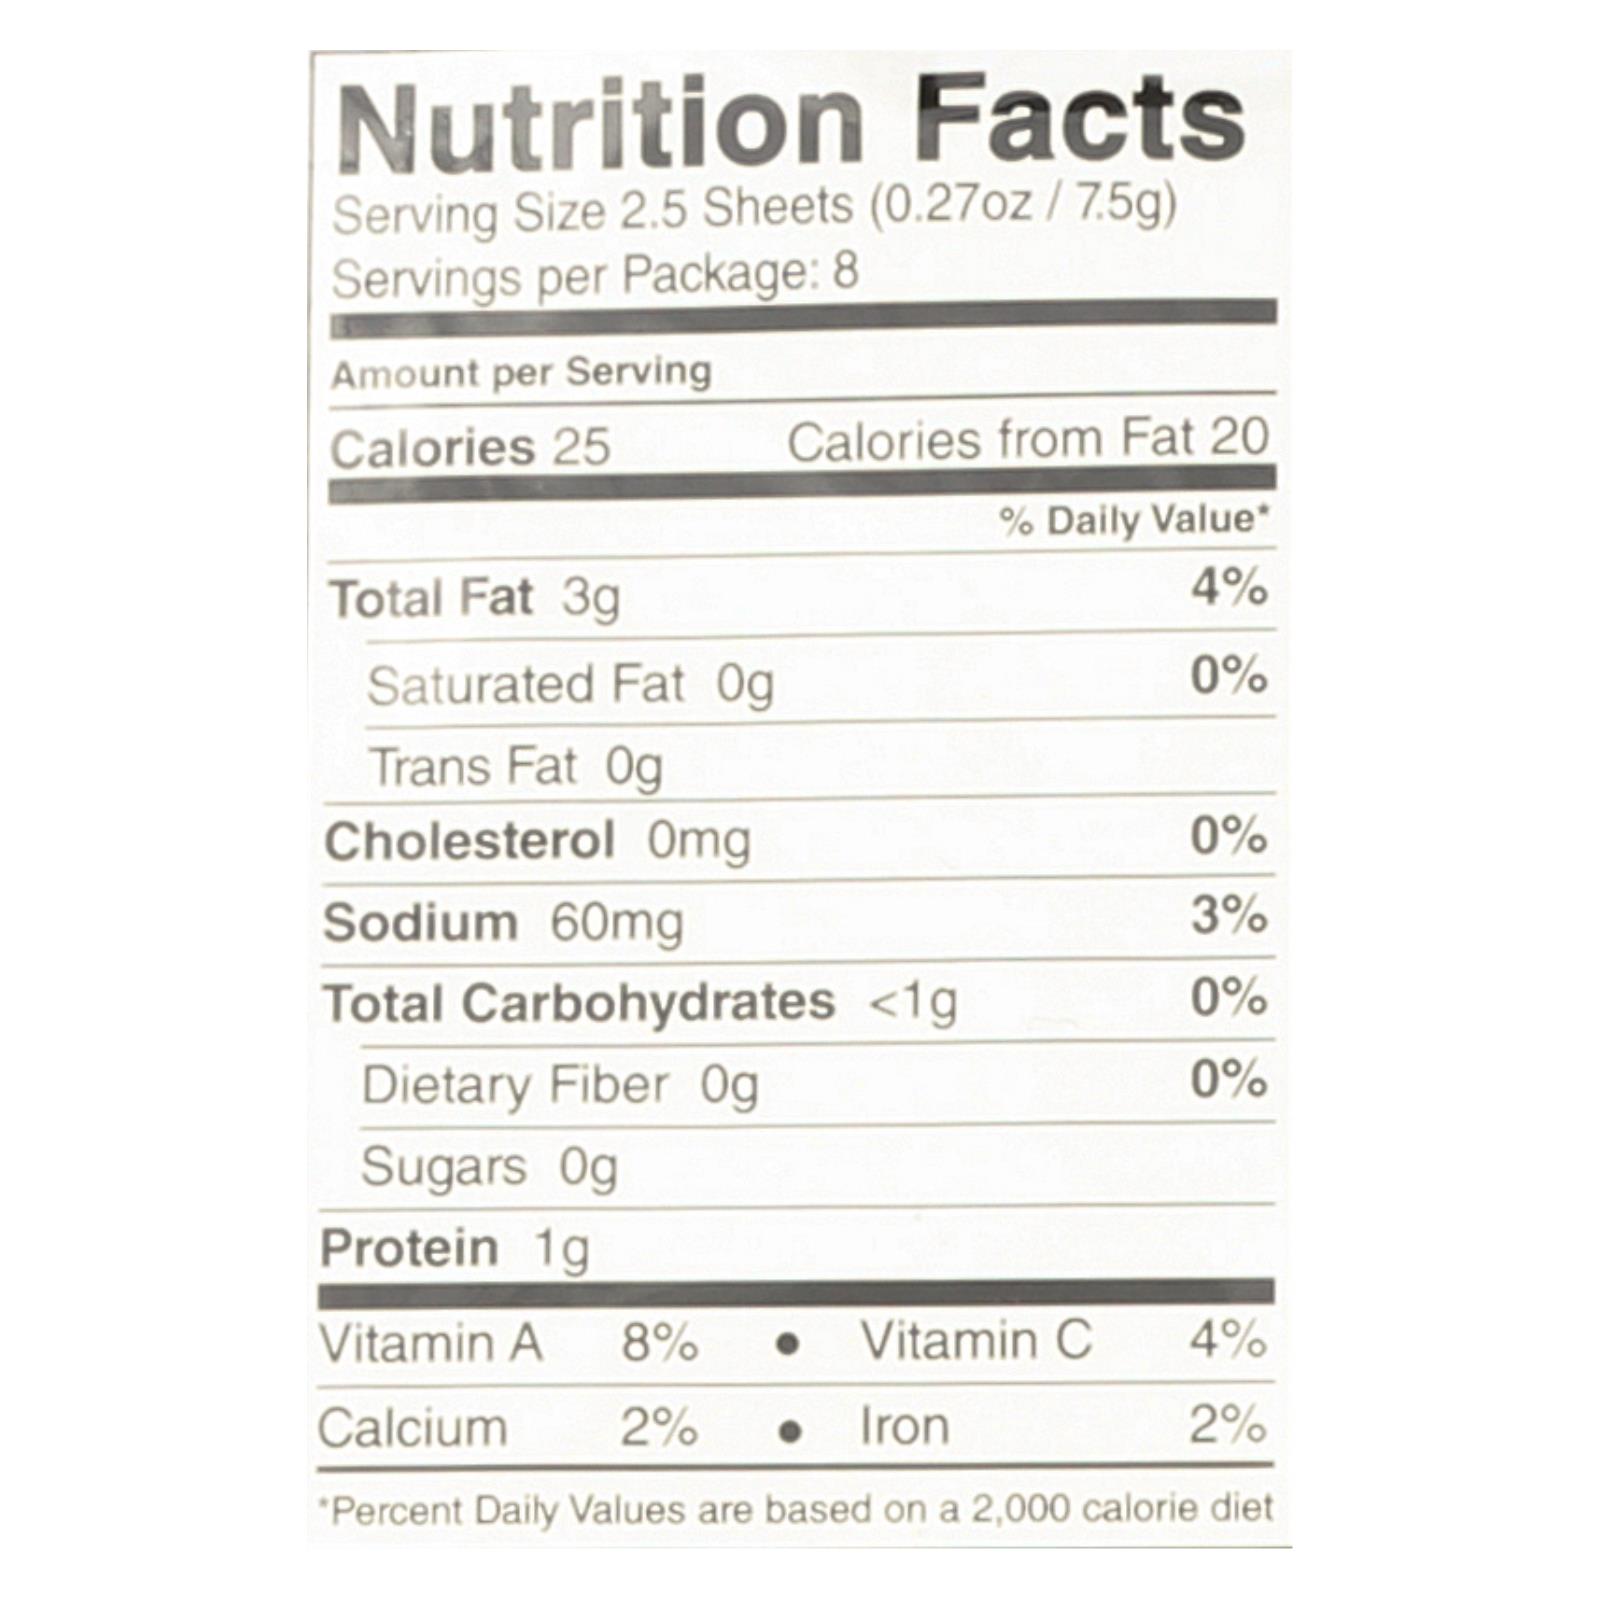 Nutrition Facts
Serving Size 2.5 Sheets (0.27oz / 7.5g)
Servings per Package: 8
Amount per Serving
Calories 25 Calories from Fat 20
% Daily Value*
Total Fat 3g 4%
Saturated Fat 0g 0%
Trans Fat 0g
Cholesterol 0mg 0%
Sodium 60mg 3%
Total Carbohydrates <1g 0%
Dietary Fiber 0g 0%
Sugars 0g
Protein 1g
Vitamin A 8% • Vitamin C 4%
Calcium 2% • Iron 2%
*Percent Daily Values are based on a 2,000 calorie diet